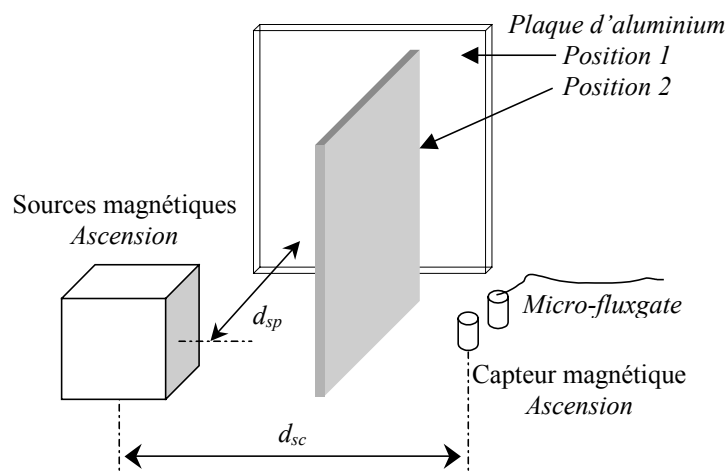 Plaque d'aluminium
Position 1
Position 2
Sources magnétiques
Ascension
d_sp
Micro-fluxgate
Capteur magnétique
Ascension
d_sc